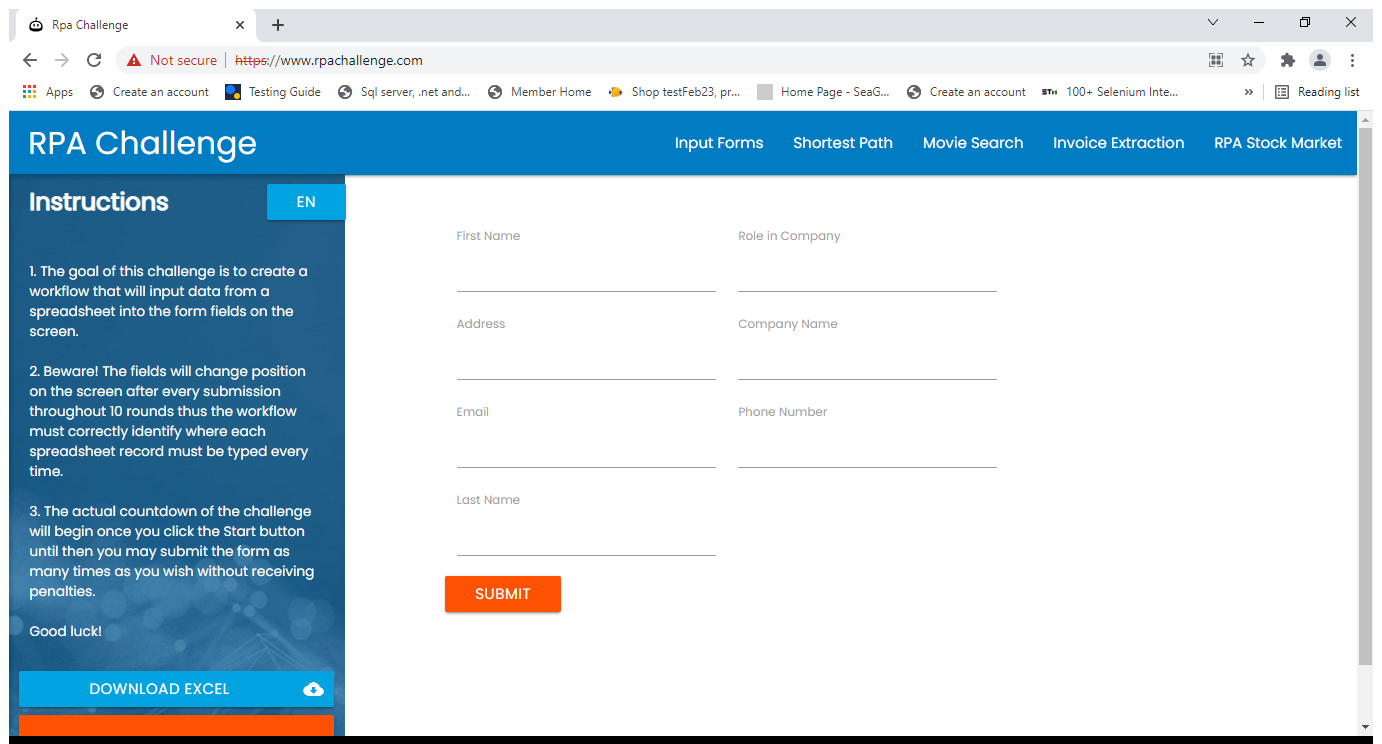 Rpa Challenge
Not secure https://www.rpachallenge.com
Apps Create an account Testing Guide Sql server, .net and... Member Home Shop testFeb23, pr... Home Page - SeaG... Create an account STH 100+ Selenium Inte... » Reading list
RPA Challenge
Input Forms Shortest Path Movie Search Invoice Extraction RPA Stock Market
Instructions
EN
1. The goal of this challenge is to create a
workflow that will input data from a
spreadsheet into the form fields on the
screen.
2. Beware! The fields will change position
on the screen after every submission
throughout 10 rounds thus the workflow
must correctly identify where each
spreadsheet record must be typed every
time.
3. The actual countdown of the challenge
will begin once you click the Start button
until then you may submit the form as
many times as you wish without receiving
penalties.
Good luck!
DOWNLOAD EXCEL
First Name Role in Company
Address Company Name
Email Phone Number
Last Name
SUBMIT